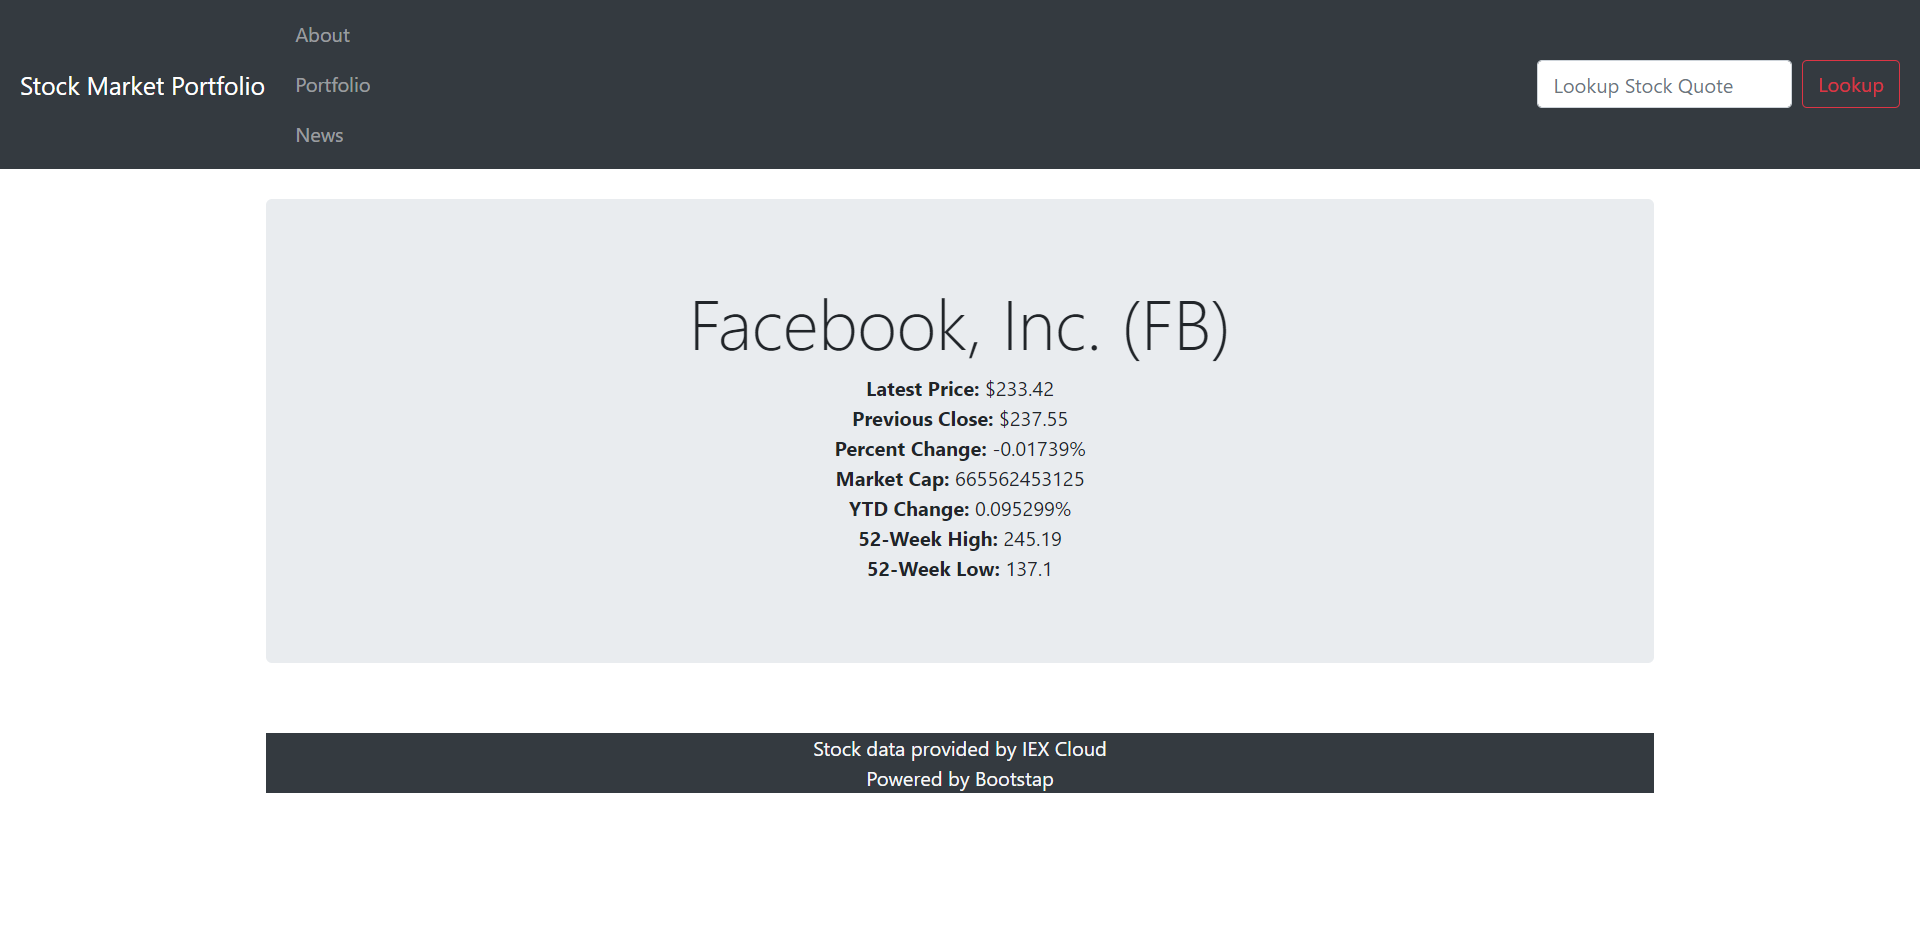 Stock Market Portfolio
About
Portfolio
News
Lookup Stock Quote
Lookup
Facebook, Inc. (FB)
Latest Price: $233.42
Previous Close: $237.55
Percent Change: -0.01739%
Market Cap: 665562453125
YTD Change: 0.095299%
52-Week High: 245.19
52-Week Low: 137.1
Stock data provided by IEX Cloud
Powered by Bootstap